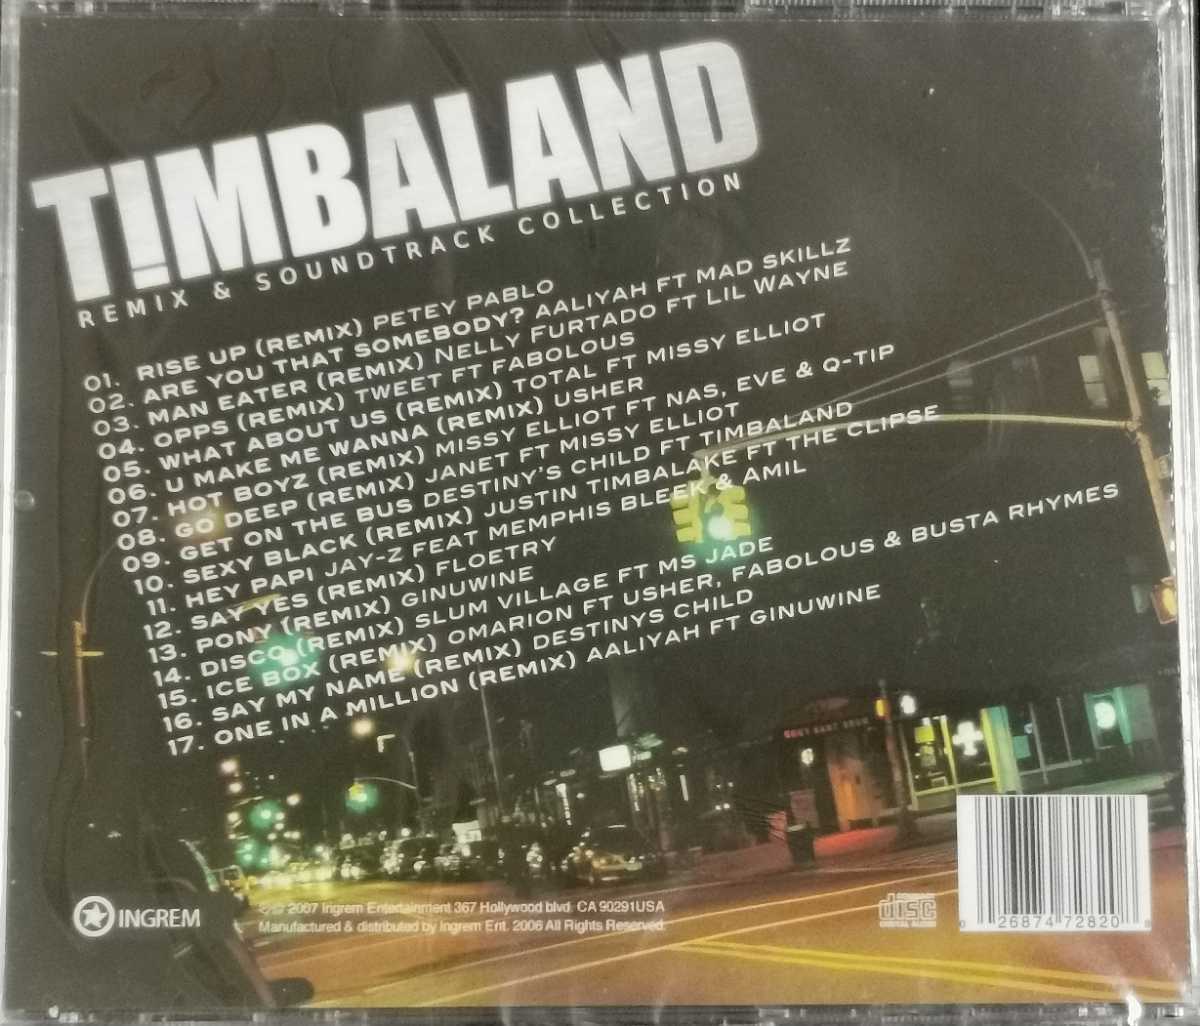 T!MBALAND
REMIX & SOUNDTRACK COLLECTION
01. RISE UP (REMIX) PETEY PABLO
02. ARE YOU THAT SOMEBODY? AALIYAH FT MAD SKILLZ
03. MAN EATER (REMIX) NELLY FURTADO FT LIL WAYNE
04. OPPS (REMIX) TWEET FT FABOLOUS
05. WHAT ABOUT US (REMIX) TOTAL FT MISSY ELLIOT
06. U MAKE ME WANNA (REMIX) USHER
07. HOT BOYZ (REMIX) MISSY ELLIOT FT NAS, EVE & Q-TIP
08. GO DEEP (REMIX) JANET FT MISSY ELLIOT
09. GET ON THE BUS DESTINY'S CHILD FT TIMBALAND
10. SEXY BLACK (REMIX) JUSTIN TIMBALAKE FT THE CLIPSE
11. HEY PAPI JAY-Z FEAT MEMPHIS BLEEK & AMIL
12. SAY YES (REMIX) FLOETRY
13. PONY (REMIX) GINUWINE
14. DISCO (REMIX) SLUM VILLAGE FT MS JADE
15. ICE BOX (REMIX) OMARION FT USHER, FABOLOUS & BUSTA RHYMES
16. SAY MY NAME (REMIX) DESTINYS CHILD
17. ONE IN A MILLION (REMIX) AALIYAH FT GINUWINE
INGREM
2007 Ingrem Entertainment 367 Hollywood blvd. CA 90291USA
Manufactured & distributed by Ingrem Ent. 2006 All Rights Reserved.
COMPACT
disc
DIGITAL AUDIO
0 26874 72820 8